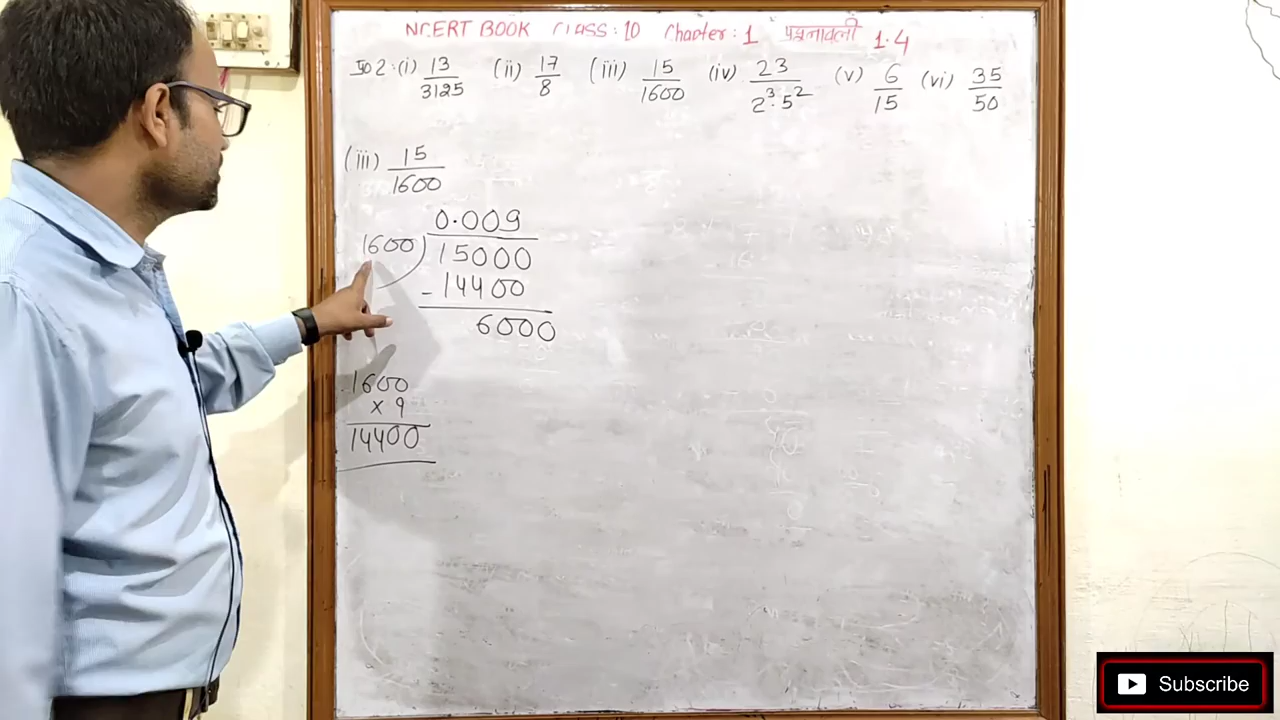 NCERT BOOK CLASS:10 Chapter:1 प्रश्नावली 1.4
प्र0 2:(i) 13/3125 (ii) 17/8 (iii) 15/1600 (iv) 23/2³·5² (v) 6/15 (vi) 35/50
(iii) 15/1600
0.009
1600) 15000
-14400
6000
1600
× 9
14400
Subscribe